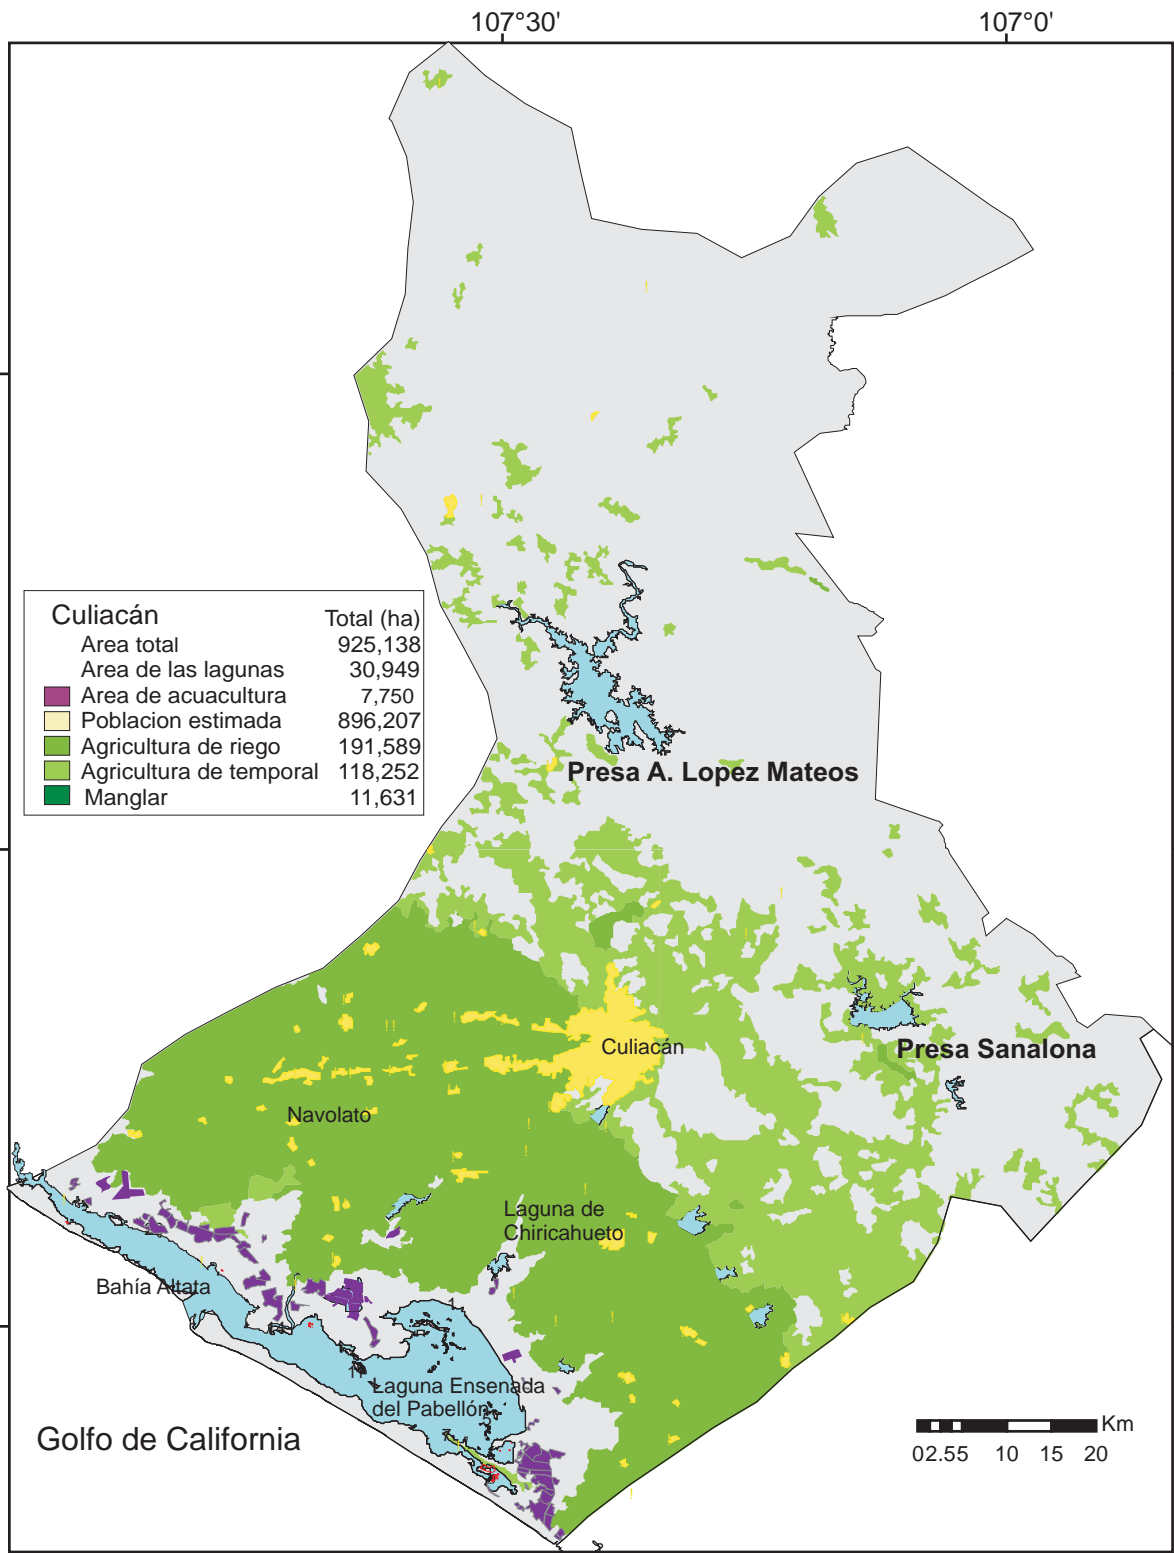 107°30' 107°0'
Culiacán Total (ha)
Area total 925,138
Area de las lagunas 30,949
Area de acuacultura 7,750
Poblacion estimada 896,207
Agricultura de riego 191,589
Agricultura de temporal 118,252
Manglar 11,631
Presa A. Lopez Mateos
Culiacán
Presa Sanalona
Navolato
Laguna de
Chiricahueto
Bahía Altata
Laguna Ensenada
del Pabellón
Golfo de California
Km
02.55 10 15 20